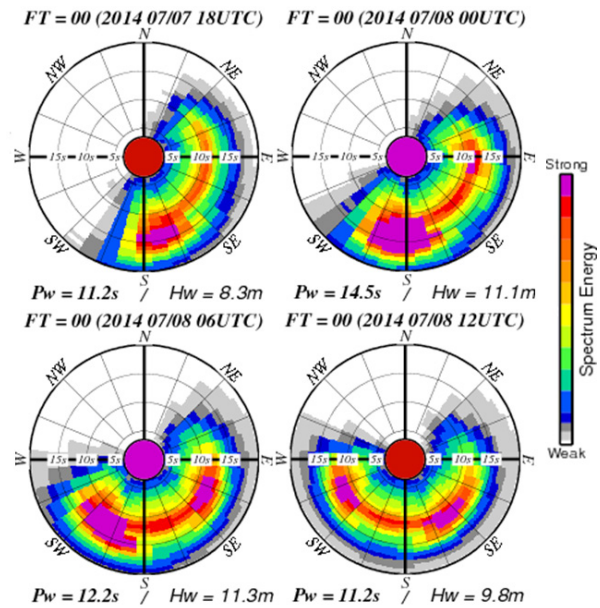 FT = 00 (2014 07/07 18UTC)
N
NW
NE
W
15s
10s
5s
5s
10s
15s
E
SW
SE
S
Pw = 11.2s / Hw = 8.3m
FT = 00 (2014 07/08 00UTC)
N
NW
NE
W
15s
10s
5s
5s
10s
15s
E
SW
SE
S
Pw = 14.5s / Hw = 11.1m
FT = 00 (2014 07/08 06UTC)
N
NW
NE
W
15s
10s
5s
5s
10s
15s
E
SW
SE
S
Pw = 12.2s / Hw = 11.3m
FT = 00 (2014 07/08 12UTC)
N
NW
NE
W
15s
10s
5s
5s
10s
15s
E
SW
SE
S
Pw = 11.2s / Hw = 9.8m
Strong
Spectrum Energy
Weak